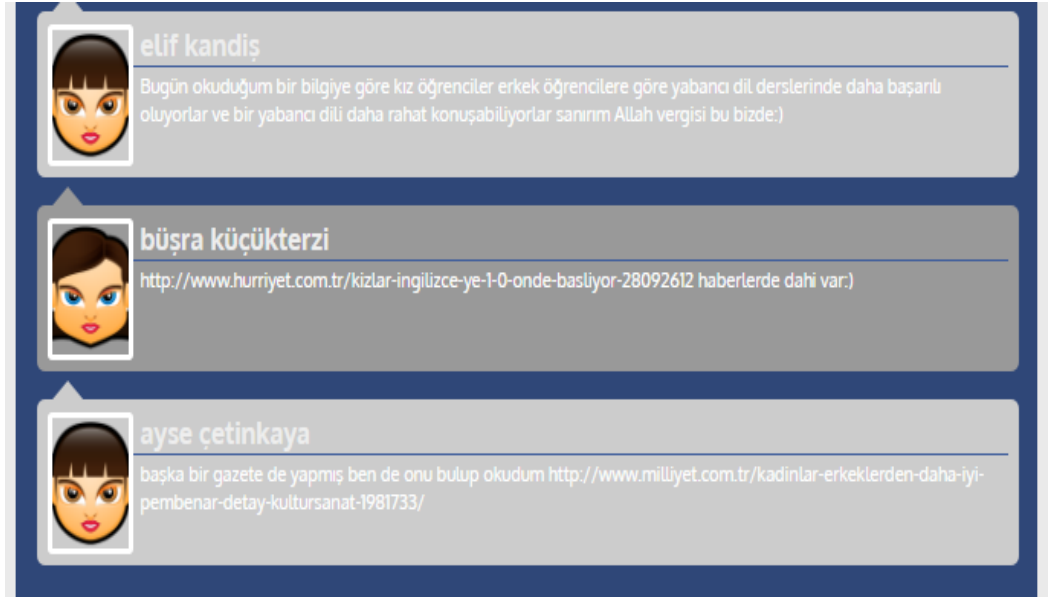 elif kandiş
Bugün okuduğum bir bilgiye göre kız öğrenciler erkek öğrencilere göre yabancı dil derslerinde daha başarılı
oluyorlar ve bir yabancı dili daha rahat konuşabiliyorlar sanırım Allah vergisi bu bizde:)
büşra küçükterzi
http://www.hurriyet.com.tr/kizlar-ingilizce-ye-1-0-onde-basliyor-28092612 haberlerde dahi var:)
ayse çetinkaya
başka bir gazete de yapmış ben de onu bulup okudum http://www.milliyet.com.tr/kadinlar-erkeklerden-daha-iyi-
pembenar-detay-kultursanat-1981733/